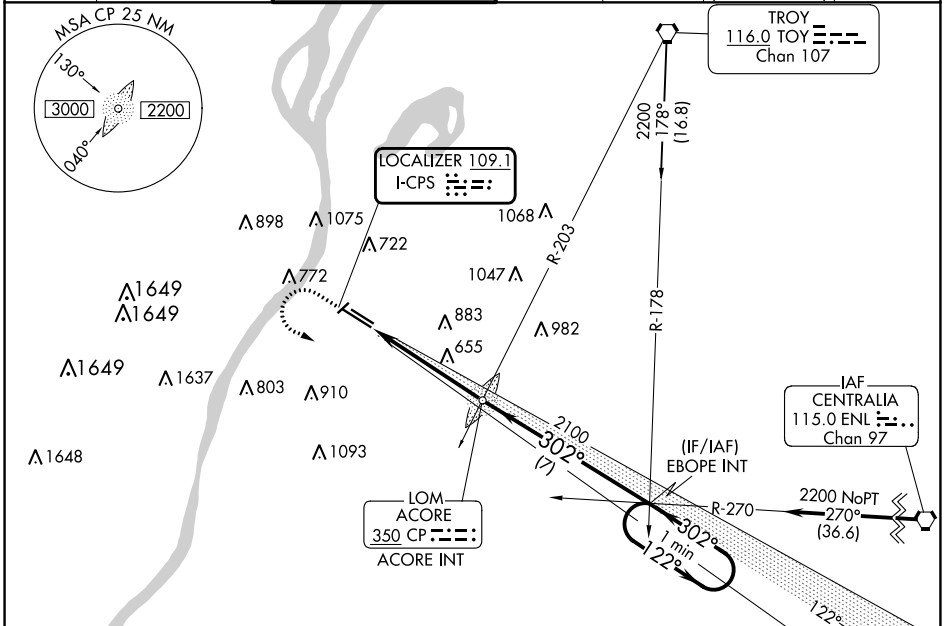 MSA CP 25 NM
130°
3000
2200
040°
TROY
116.0 TOY
Chan 107
2200
178°
(16.8)
LOCALIZER 109.1
I-CPS
898
1075
722
1068
R-203
772
1047
1649
1649
883
982
R-178
655
1649
1637
803
910
IAF
CENTRALIA
115.0 ENL
Chan 97
2100
302°
(7)
(IF/IAF)
EBOPE INT
1648
1093
LOM
ACORE
350 CP
ACORE INT
R-270
2200 NoPT
270°
(36.6)
302°
1 min
122°
122°